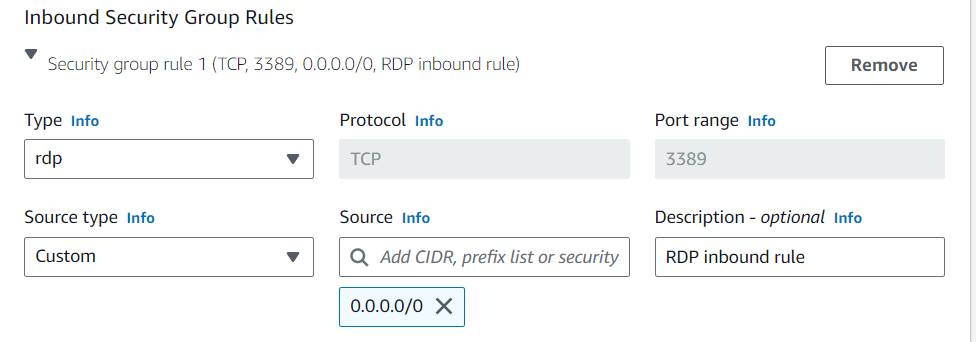 Inbound Security Group Rules
Security group rule 1 (TCP, 3389, 0.0.0.0/0, RDP inbound rule)
Remove
Type Info
Protocol Info
Port range Info
rdp
TCP
3389
Source type Info
Source Info
Description - optional Info
Custom
Add CIDR, prefix list or security
RDP inbound rule
0.0.0.0/0